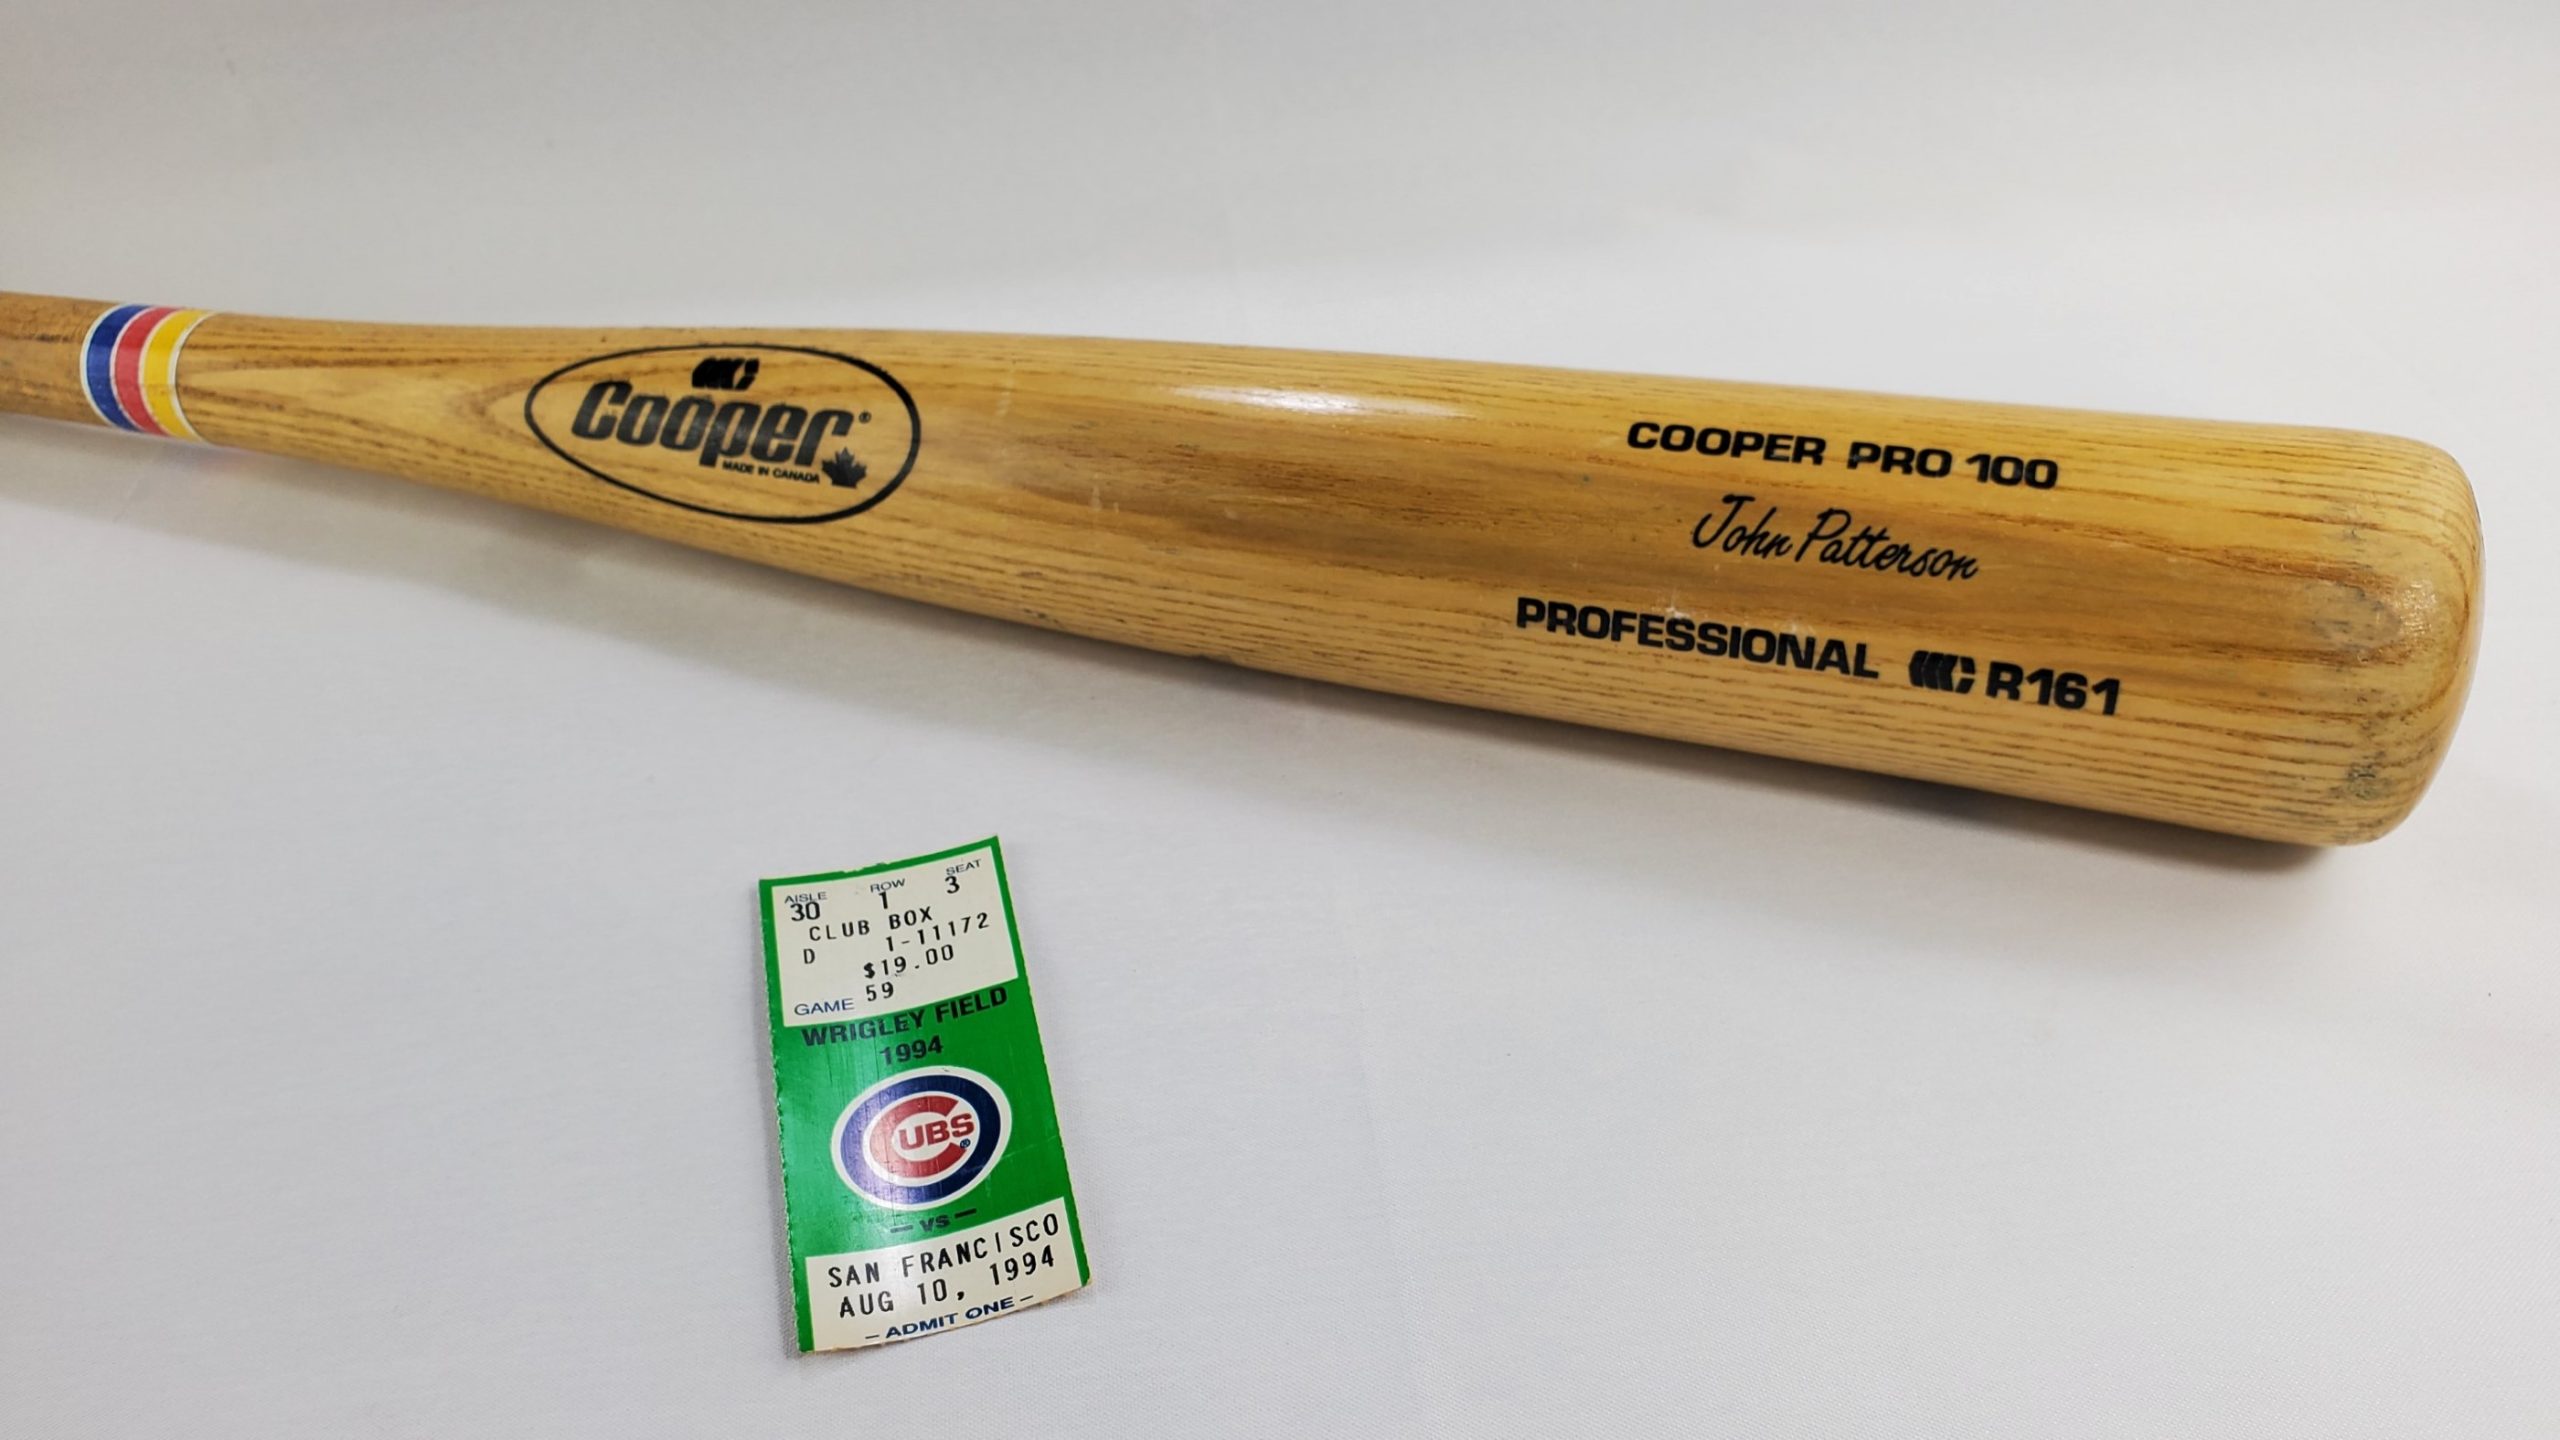 Cooper®
MADE IN CANADA
COOPER PRO 100
John Patterson
PROFESSIONAL R161
AISLE ROW SEAT
30 1 3
CLUB BOX
D 1-11172
$19.00
GAME 59
WRIGLEY FIELD
1994
CUBS®
- vs -
SAN FRANCISCO
AUG 10, 1994
- ADMIT ONE -